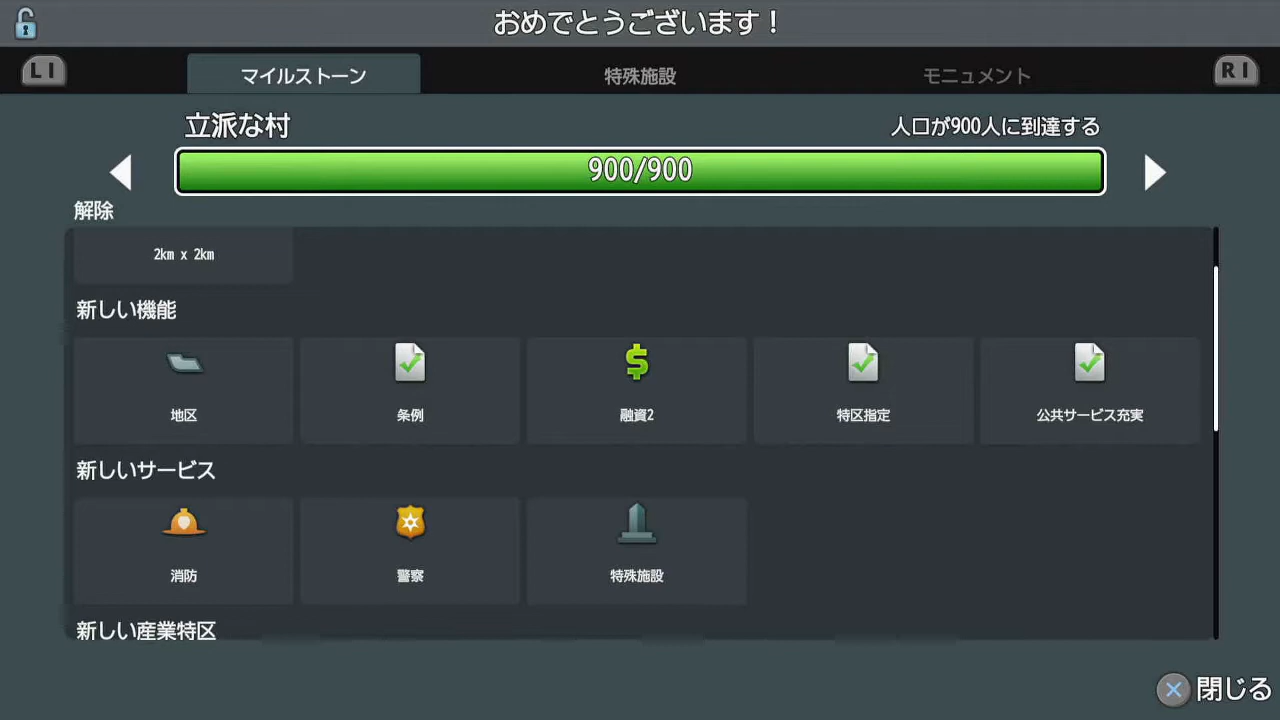 おめでとうございます！
L1
マイルストーン
特殊施設
モニュメント
R1
立派な村
人口が900人に到達する
900/900
解除
2km x 2km
新しい機能
地区
条例
融資2
特区指定
公共サービス充実
新しいサービス
消防
警察
特殊施設
新しい産業特区
閉じる